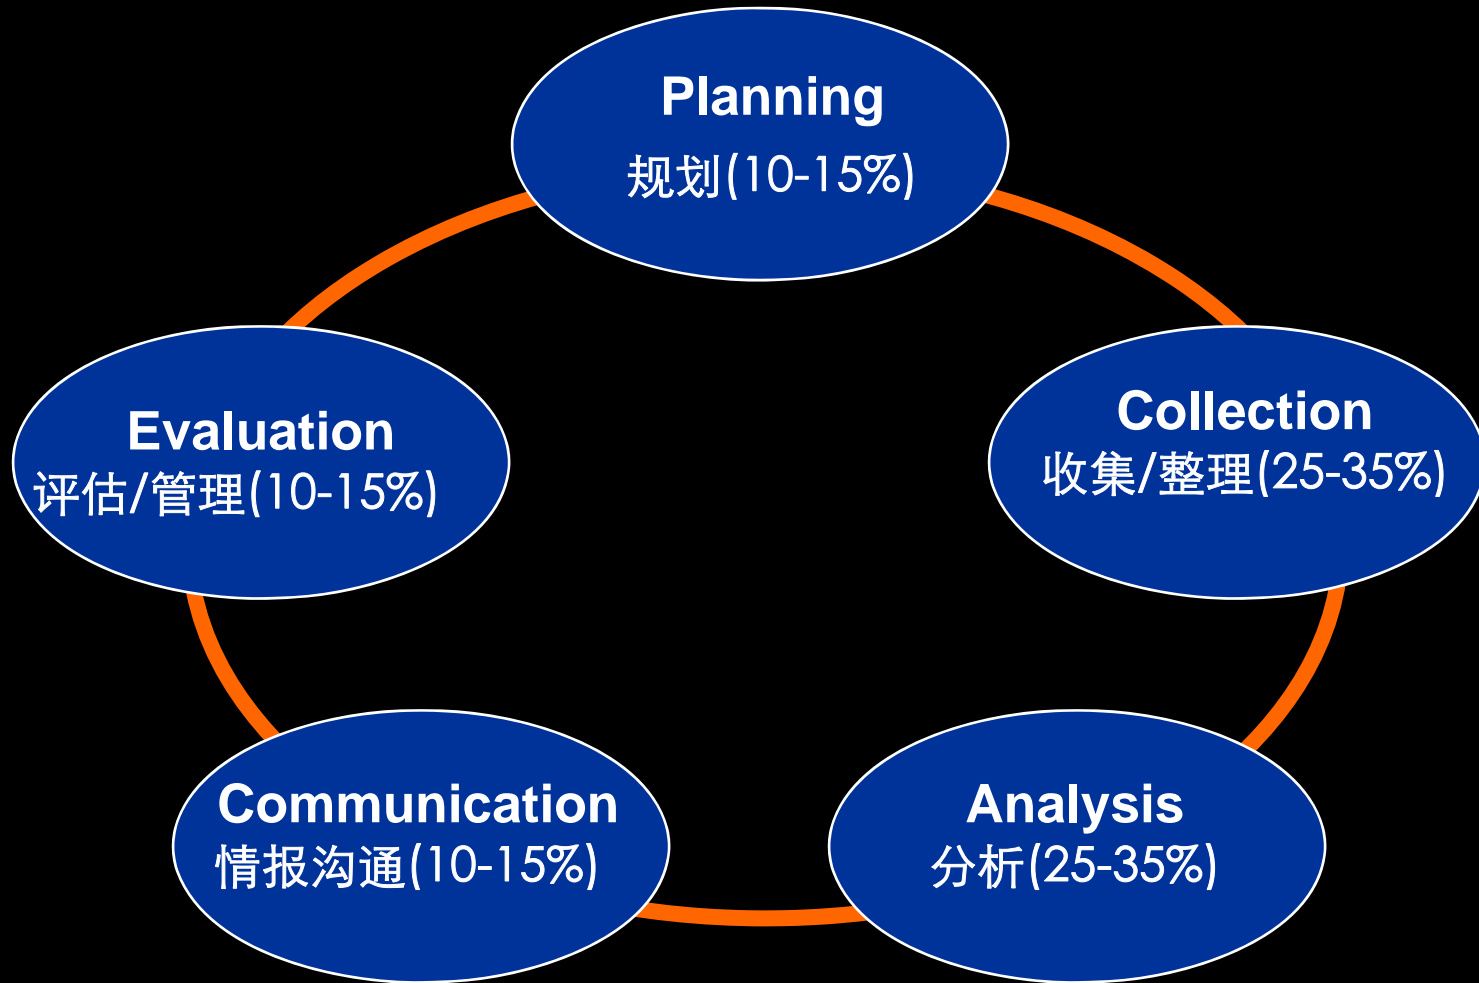 Planning
规划(10-15%)
Collection
收集/整理(25-35%)
Analysis
分析(25-35%)
Communication
情报沟通(10-15%)
Evaluation
评估/管理(10-15%)